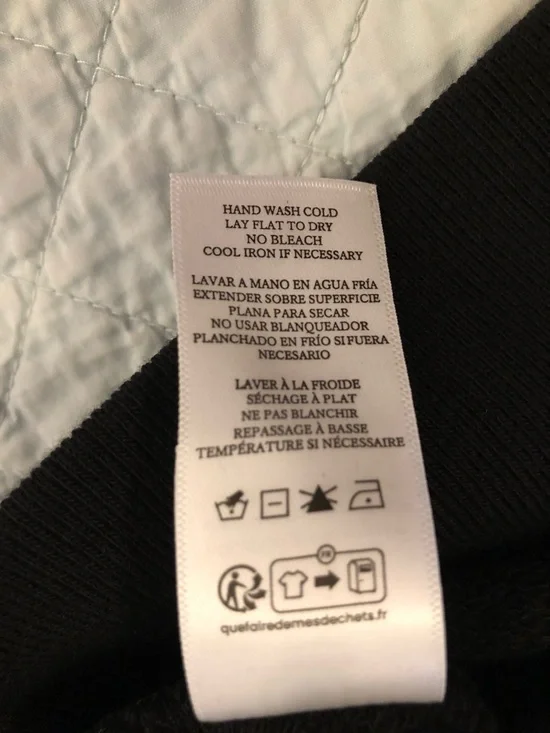 HAND WASH COLD
LAY FLAT TO DRY
NO BLEACH
COOL IRON IF NECESSARY
LAVAR A MANO EN AGUA FRÍA
EXTENDER SOBRE SUPERFICIE
PLANA PARA SECAR
NO USAR BLANQUEADOR
PLANCHADO EN FRÍO SI FUERA
NECESARIO
LAVER À LA FROIDE
SÉCHAGE À PLAT
NE PAS BLANCHIR
REPASSAGE À BASSE
TEMPÉRATURE SI NÉCESSAIRE
FR
quefairedemesdechets.fr